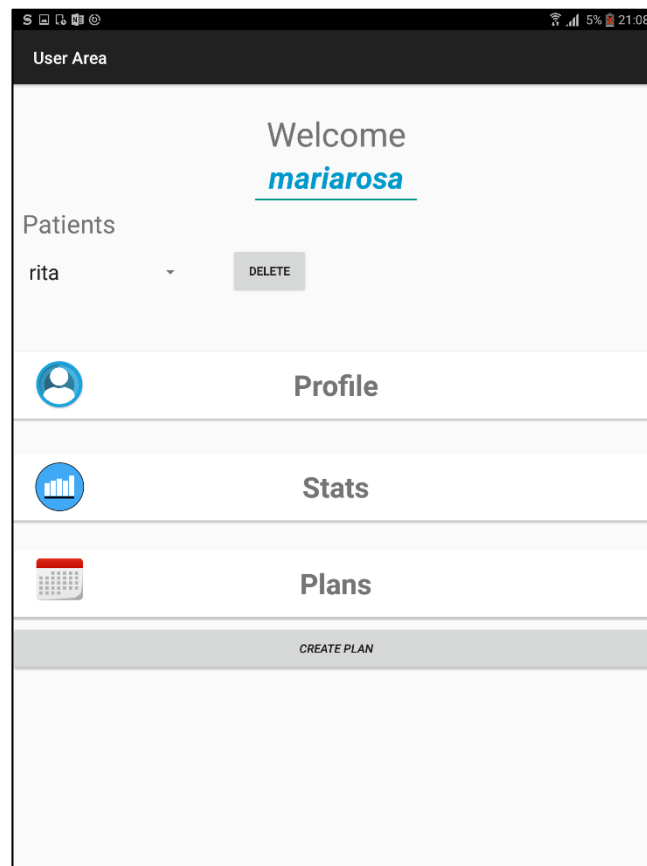 5% 21:08
User Area
Welcome
mariarosa
Patients
rita
DELETE
Profile
Stats
Plans
CREATE PLAN